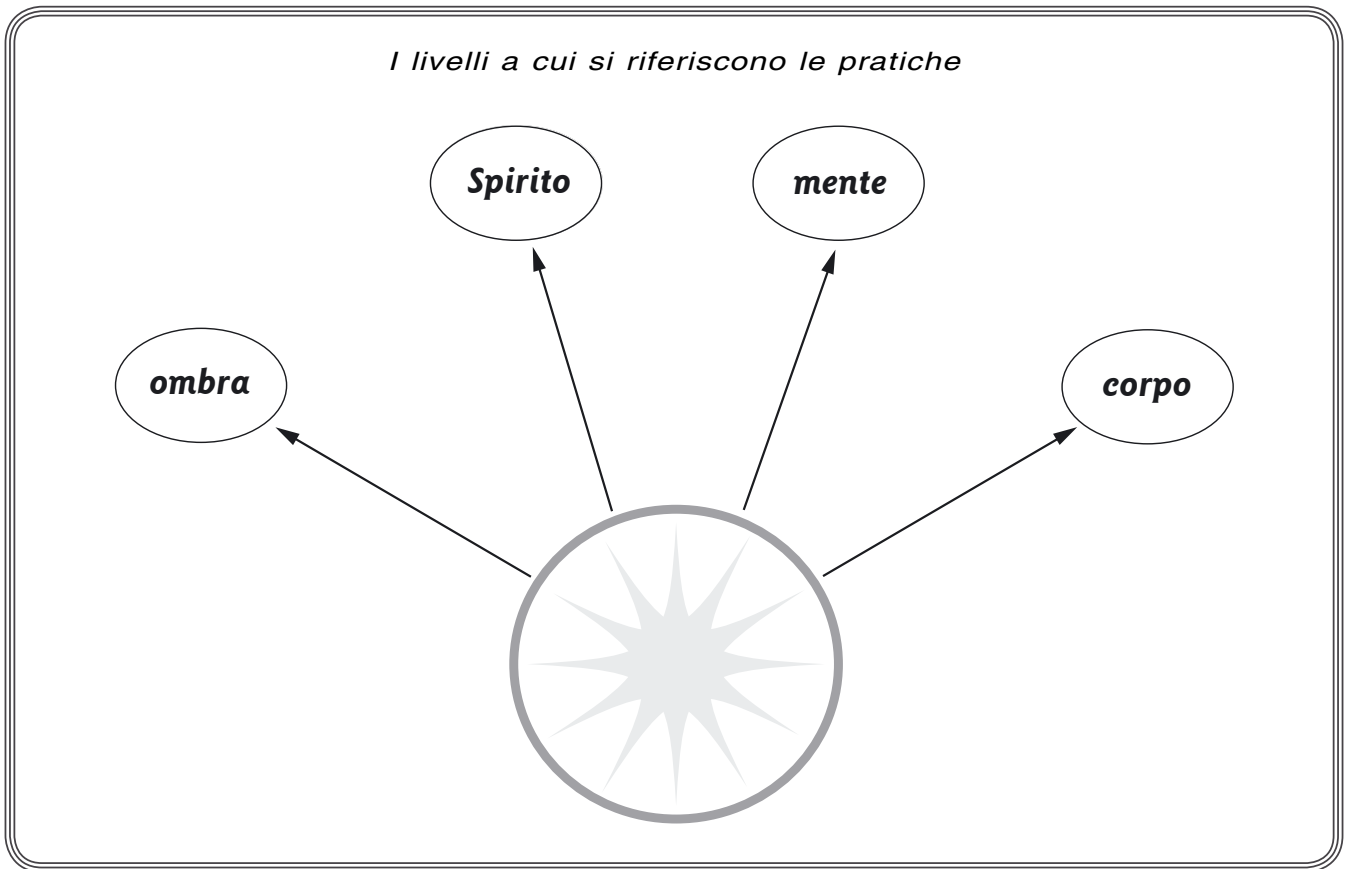 I livelli a cui si riferiscono le pratiche
Spirito
mente
ombra
corpo